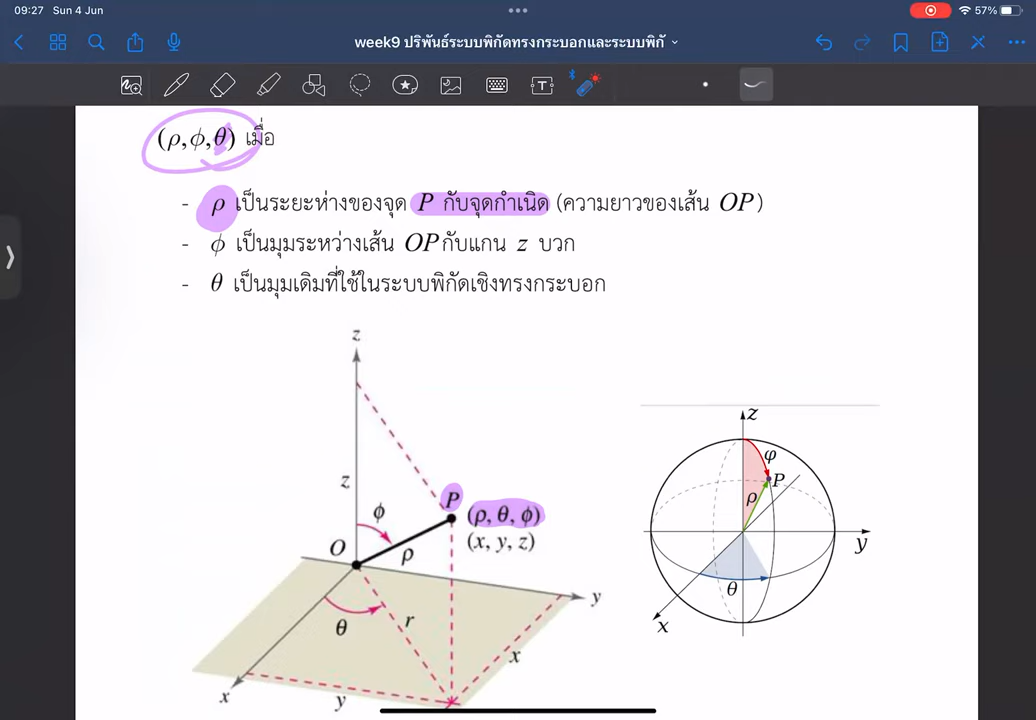 09:27 Sun 4 Jun
57%
week9 ปริพันธ์ระบบพิกัดทรงกระบอกและระบบพิกั
(ρ,ϕ,θ) เมื่อ
- ρ เป็นระยะห่างของจุด P กับจุดกำเนิด (ความยาวของเส้น OP)
- ϕ เป็นมุมระหว่างเส้น OP กับแกน z บวก
- θ เป็นมุมเดิมที่ใช้ในระบบพิกัดเชิงทรงกระบอก
z
z
ϕ
P
(ρ, θ, ϕ)
(x, y, z)
O
ρ
y
θ
r
x
x
y
z
φ
P
ρ
y
θ
x